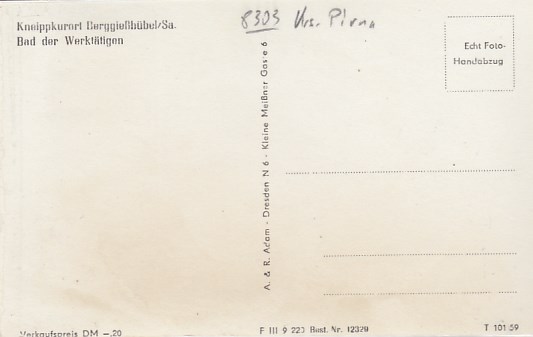 Kneippkurort Berggießhübel/Sa.
Bad der Werktätigen
8303 Krs. Pirna
Echt Foto-
Handabzug
A. & R. Adam - Dresden N 6 - Kleine Meißner Gasse 6
Verkaufspreis DM -,20
F III 9 223 Best. Nr. 12329
T 101 59